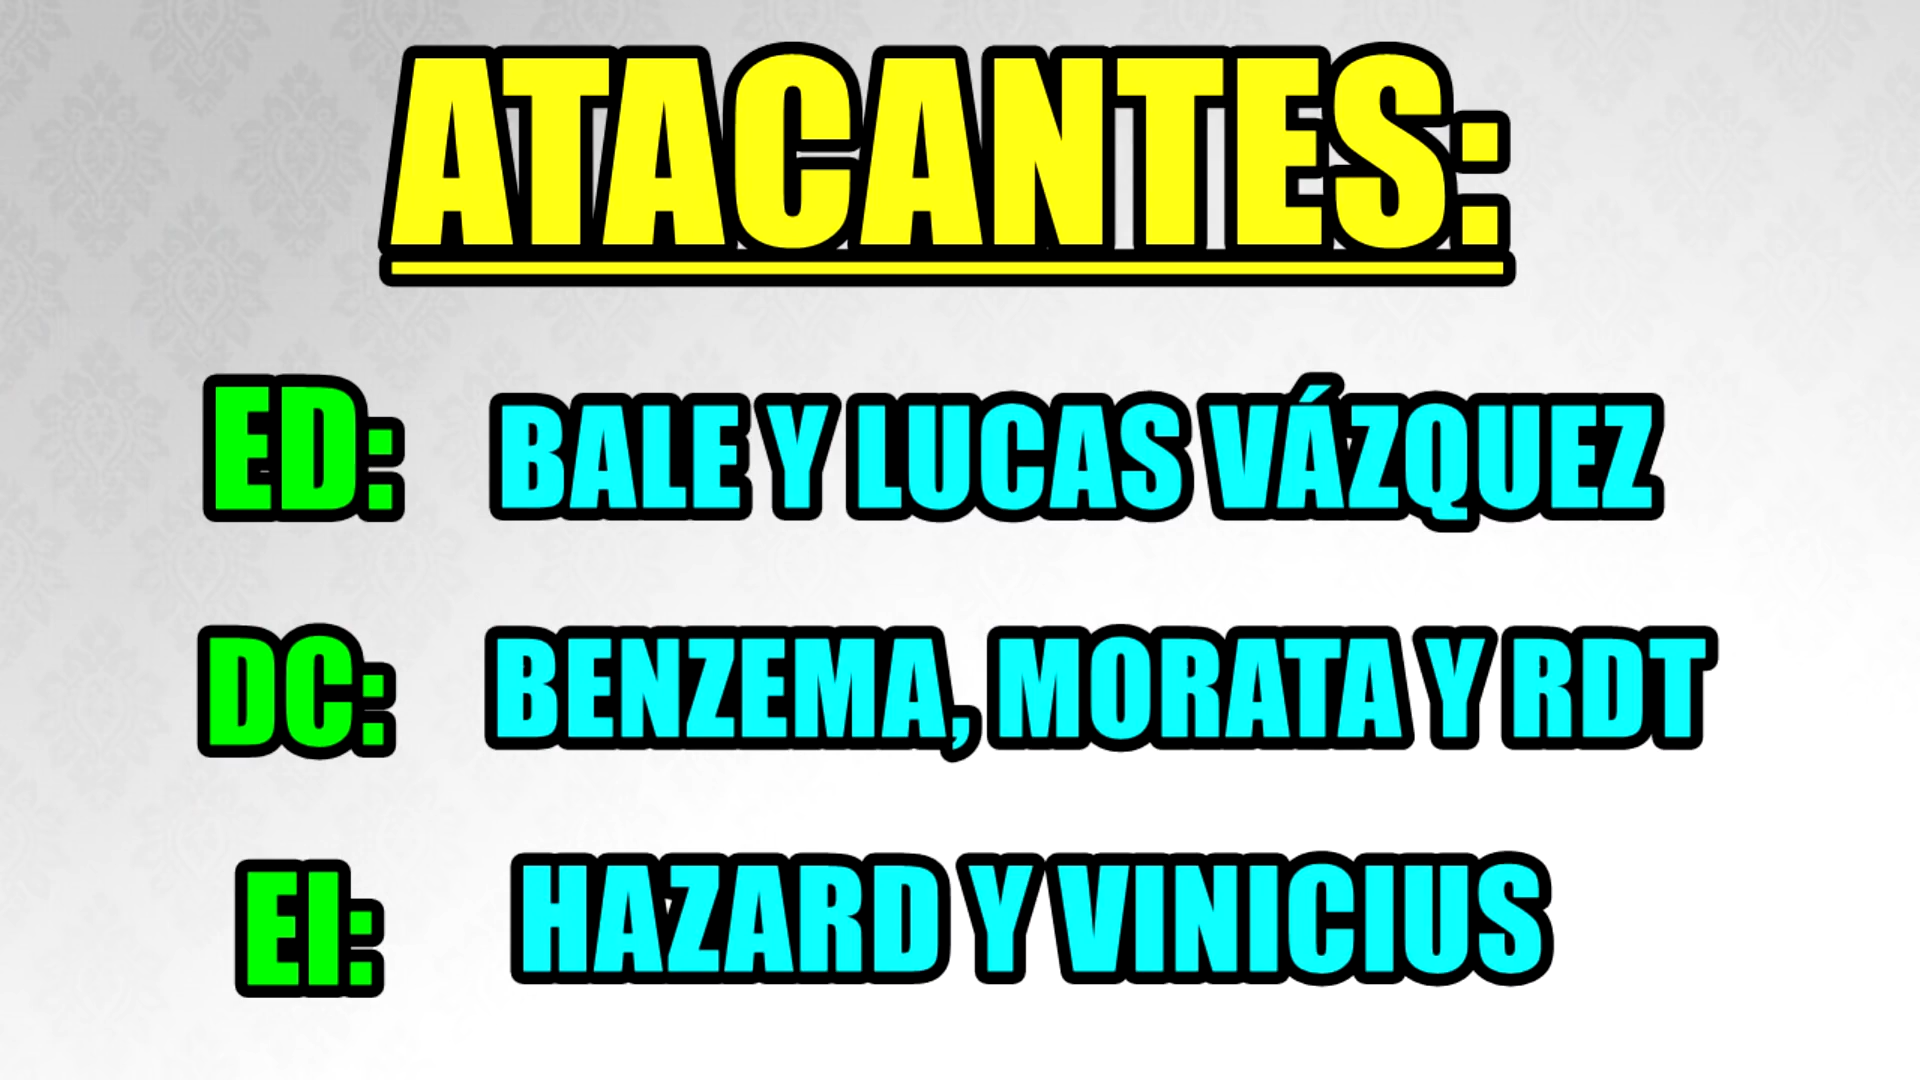 ATACANTES:
ED: BALE Y LUCAS VÁZQUEZ
DC: BENZEMA, MORATA Y RDT
EI: HAZARD Y VINICIUS